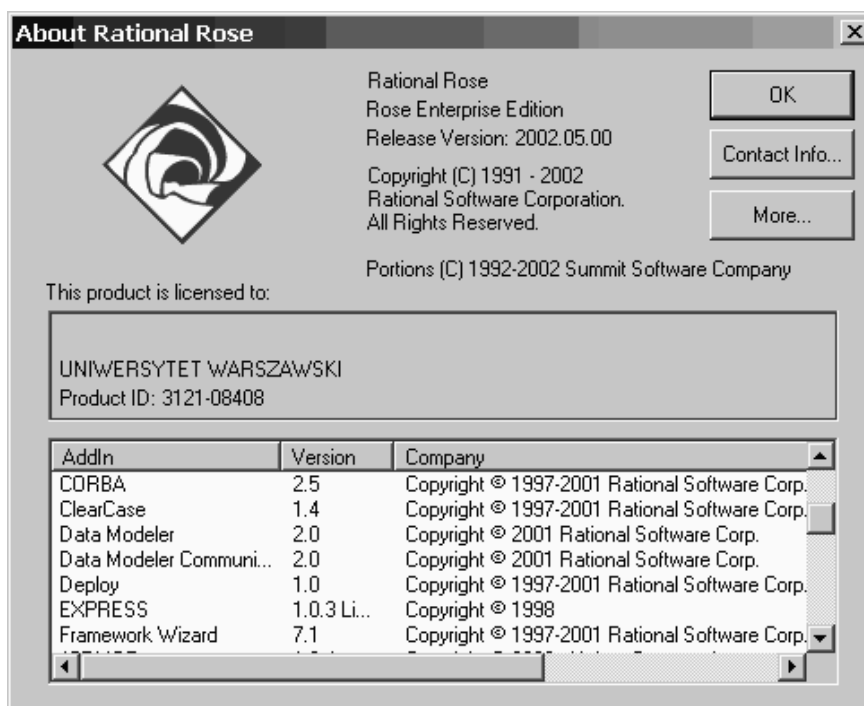 About Rational Rose
Rational Rose
Rose Enterprise Edition
Release Version: 2002.05.00
Copyright (C) 1991 - 2002
Rational Software Corporation.
All Rights Reserved.
Portions (C) 1992-2002 Summit Software Company
OK
Contact Info...
More...
This product is licensed to:
UNIWERSYTET WARSZAWSKI
Product ID: 3121-08408
AddIn Version Company
CORBA 2.5 Copyright © 1997-2001 Rational Software Corp.
ClearCase 1.4 Copyright © 1997-2001 Rational Software Corp.
Data Modeler 2.0 Copyright © 2001 Rational Software Corp.
Data Modeler Communi... 2.0 Copyright © 2001 Rational Software Corp.
Deploy 1.0 Copyright © 1997-2001 Rational Software Corp.
EXPRESS 1.0.3 Li... Copyright © 1998
Framework Wizard 7.1 Copyright © 1997-2001 Rational Software Corp.